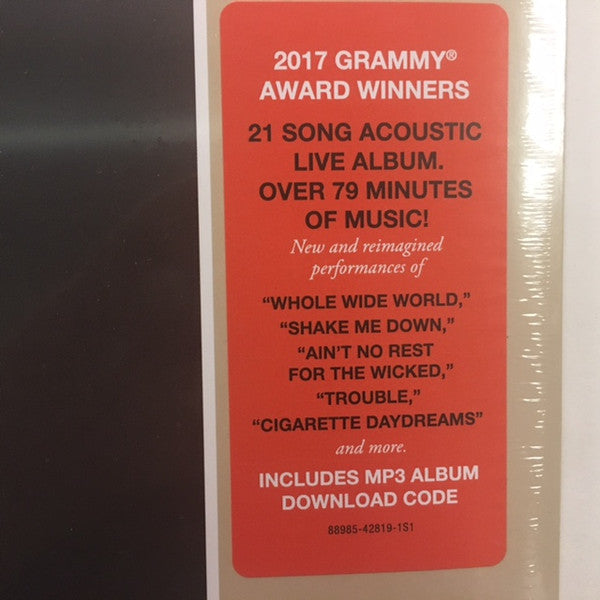 2017 GRAMMY®
AWARD WINNERS
21 SONG ACOUSTIC
LIVE ALBUM.
OVER 79 MINUTES
OF MUSIC!
New and reimagined
performances of
“WHOLE WIDE WORLD,”
“SHAKE ME DOWN,”
“AIN’T NO REST
FOR THE WICKED,”
“TROUBLE,”
“CIGARETTE DAYDREAMS”
and more.
INCLUDES MP3 ALBUM
DOWNLOAD CODE
88985-42819-1S1